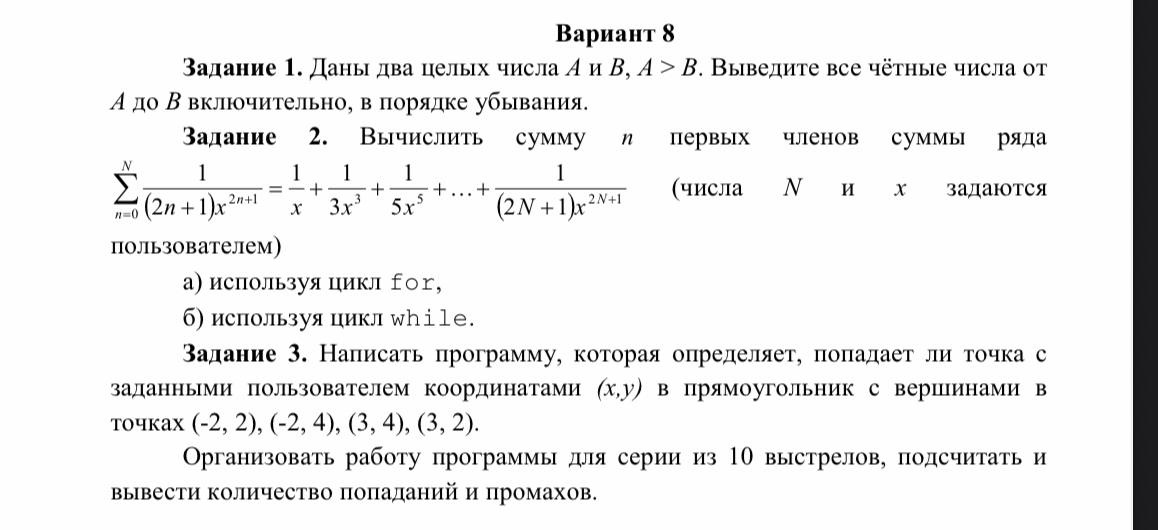 Вариант 8
Задание 1. Даны два целых числа A и B, A > B. Выведите все чётные числа от
A до B включительно, в порядке убывания.
Задание 2. Вычислить сумму n первых членов суммы ряда
$\sum_{n=0}^{N} \frac{1}{(2n+1)x^{2n+1}} = \frac{1}{x} + \frac{1}{3x^3} + \frac{1}{5x^5} + \ldots + \frac{1}{(2N+1)x^{2N+1}}$ (числа N и x задаются
пользователем)
а) используя цикл for,
б) используя цикл while.
Задание 3. Написать программу, которая определяет, попадает ли точка с
заданными пользователем координатами (x,y) в прямоугольник с вершинами в
точках (-2, 2), (-2, 4), (3, 4), (3, 2).
Организовать работу программы для серии из 10 выстрелов, подсчитать и
вывести количество попаданий и промахов.